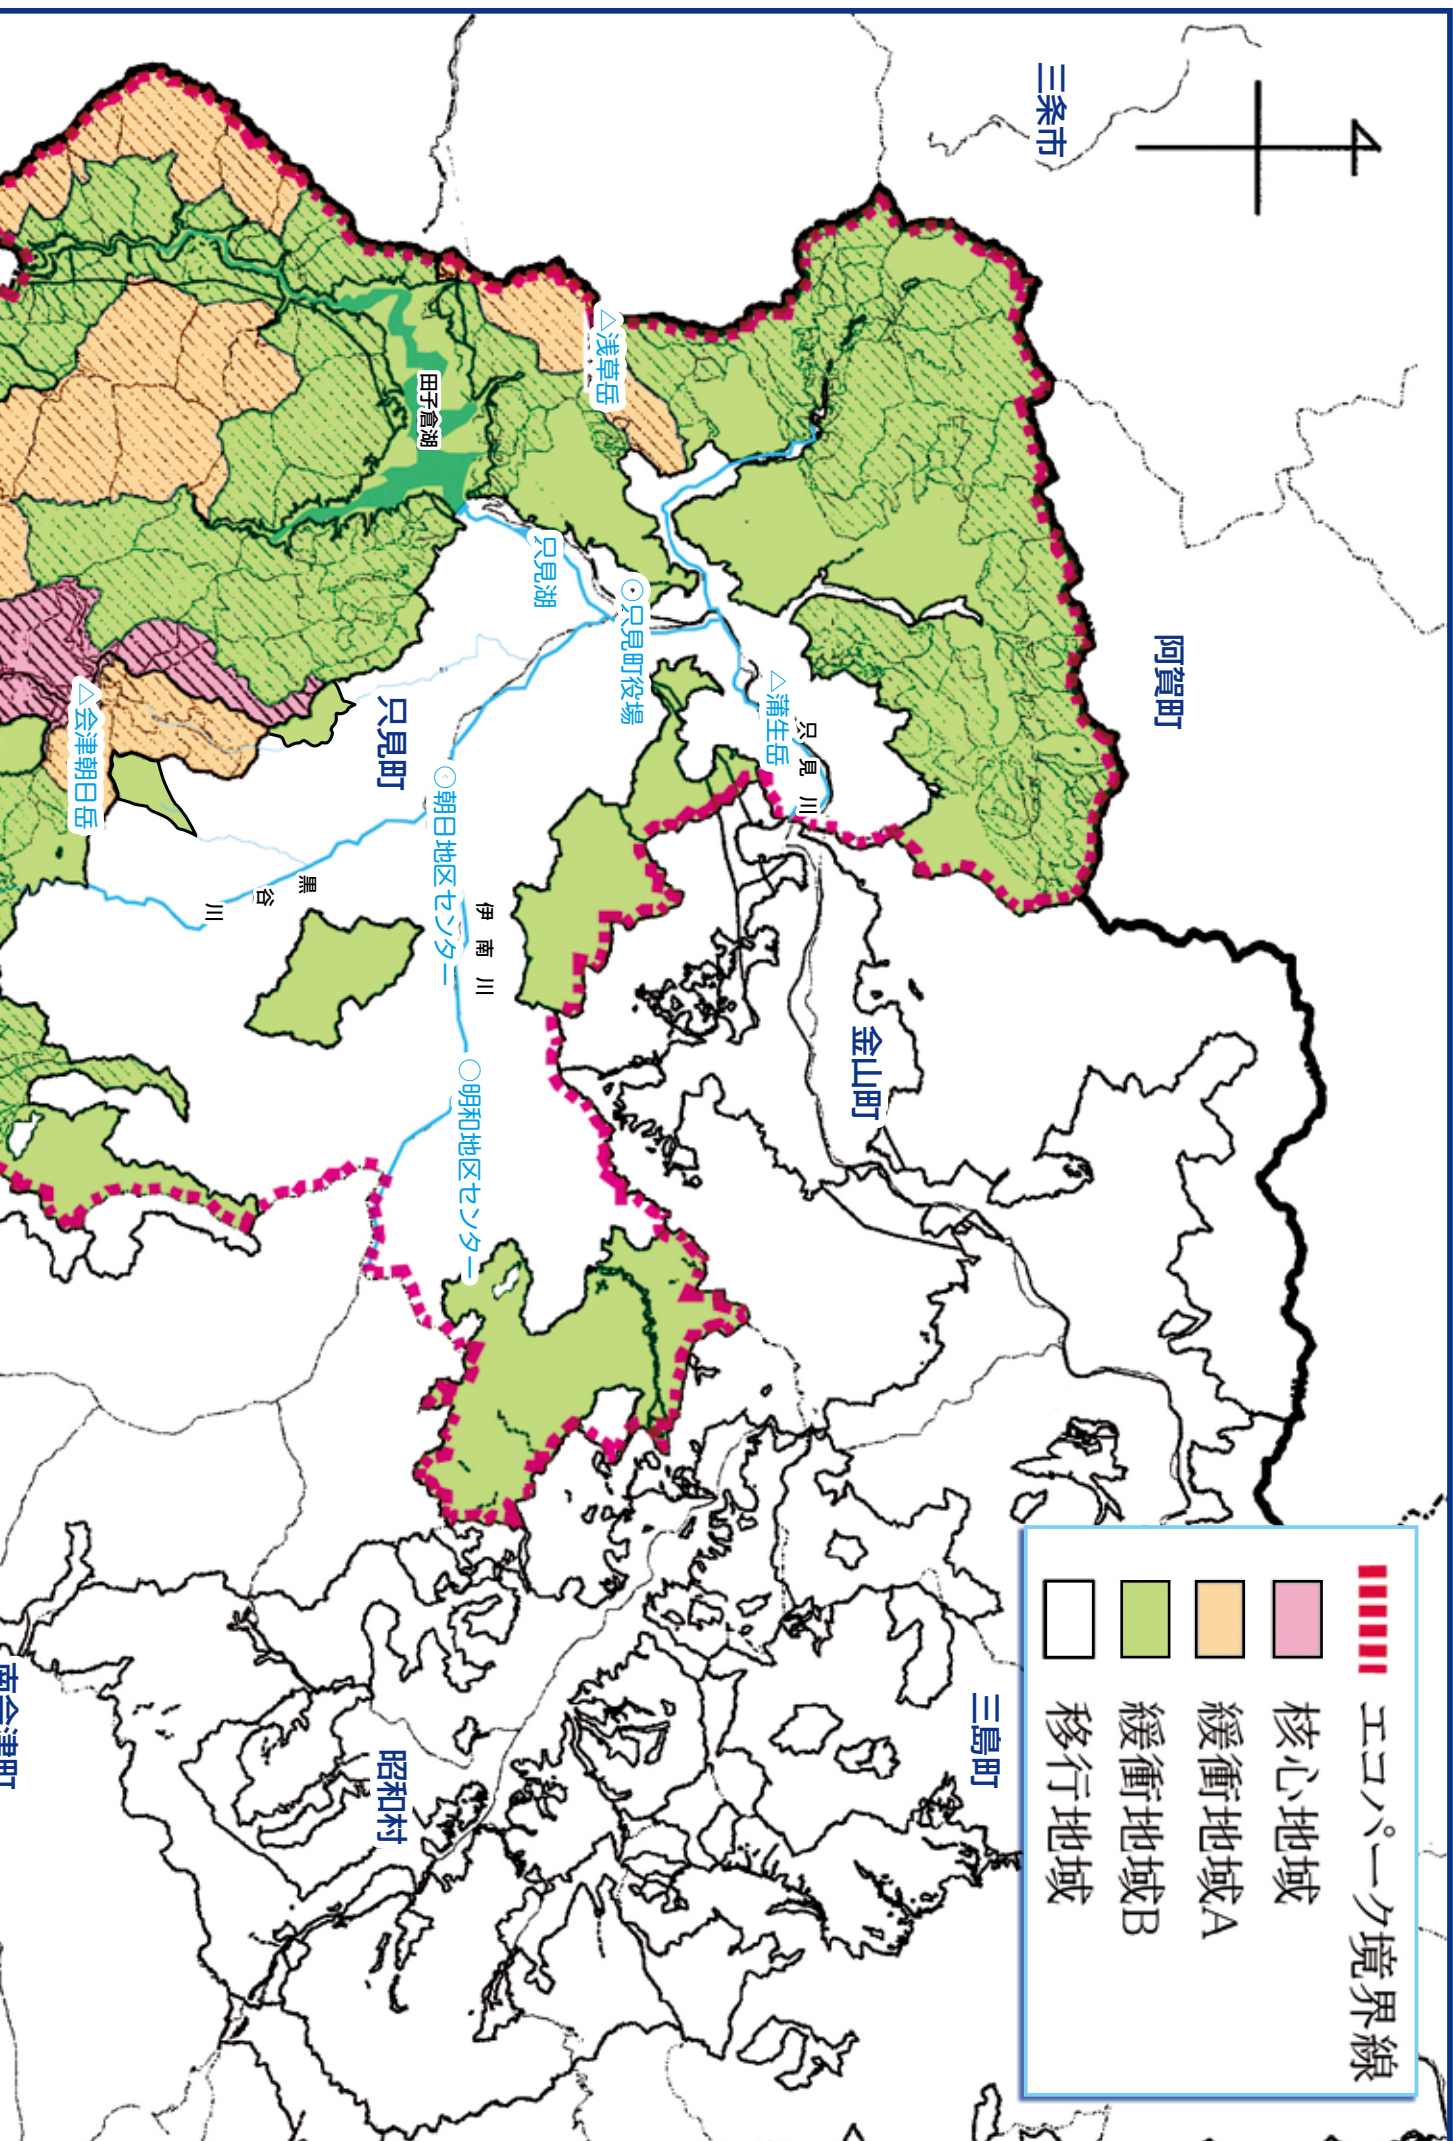 エコパーク境界線
核心地域
緩衝地域A
緩衝地域B
移行地域
三条市
阿賀町
三島町
金山町
△浅草岳
△蒲生岳
只見川
◎只見町役場
只見湖
田子倉湖
伊南川
○明和地区センター
○朝日地区センター
只見町
昭和村
黒谷川
△会津朝日岳
南会津町